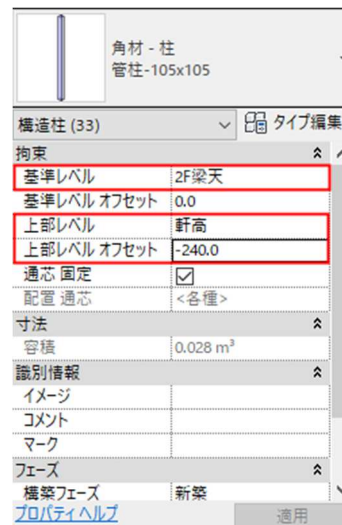 角材 - 柱
管柱-105x105
構造柱 (33)
タイプ編集
拘束
基準レベル 2F梁天
基準レベル オフセット 0.0
上部レベル 軒高
上部レベル オフセット -240.0
通芯 固定
配置 通芯 <各種>
寸法
容積 0.028 m³
識別情報
イメージ
コメント
マーク
フェーズ
構築フェーズ 新築
プロパティ ヘルプ 適用